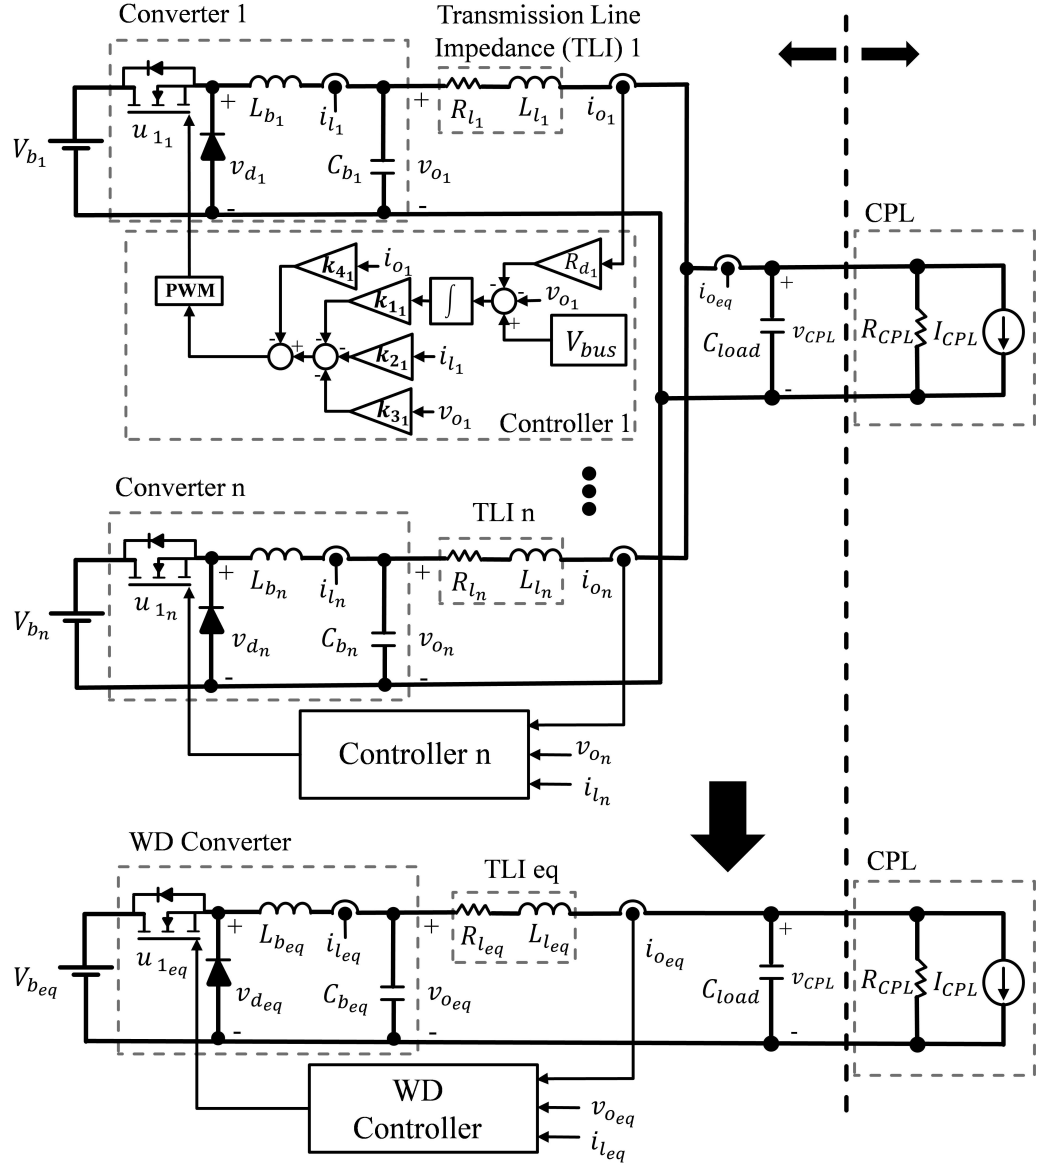 Converter 1
Transmission Line
Impedance (TLI) 1
V_{b_1}
u_{1_1}
+
v_{d_1}
-
L_{b_1}
i_{l_1}
C_{b_1}
+
v_{o_1}
-
R_{l_1}
L_{l_1}
i_{o_1}
CPL
PWM
k_{4_1}
i_{o_1}
k_{1_1}
∫
R_{d_1}
-
-
+
v_{o_1}
V_{bus}
-
+
-
-
-
k_{2_1}
i_{l_1}
k_{3_1}
v_{o_1}
Controller 1
i_{o_{eq}}
C_{load}
+
v_{CPL}
-
R_{CPL}
I_{CPL}
Converter n
TLI n
V_{b_n}
u_{1_n}
+
v_{d_n}
-
L_{b_n}
i_{l_n}
C_{b_n}
+
v_{o_n}
-
R_{l_n}
L_{l_n}
i_{o_n}
Controller n
v_{o_n}
i_{l_n}
WD Converter
TLI eq
CPL
V_{b_{eq}}
u_{1_{eq}}
+
v_{d_{eq}}
-
L_{b_{eq}}
i_{l_{eq}}
C_{b_{eq}}
+
v_{o_{eq}}
-
R_{l_{eq}}
L_{l_{eq}}
i_{o_{eq}}
C_{load}
+
v_{CPL}
-
R_{CPL}
I_{CPL}
WD
Controller
v_{o_{eq}}
i_{l_{eq}}